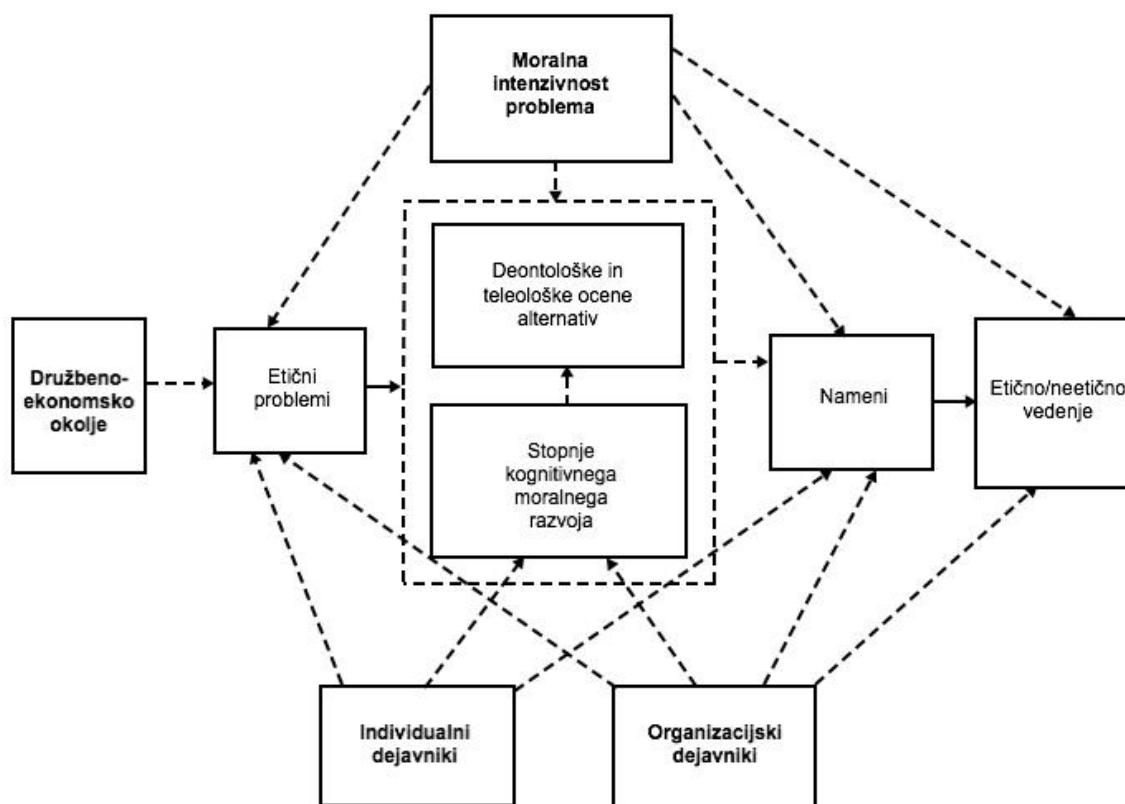 Moralna
intenzivnost
problema
Deontološke in
teleološke ocene
alternativ
Družbeno-
ekonomsko
okolje
Etični
problemi
Nameni
Etično/neetično
vedenje
Stopnje
kognitivnega
moralnega
razvoja
Individualni
dejavniki
Organizacijski
dejavniki